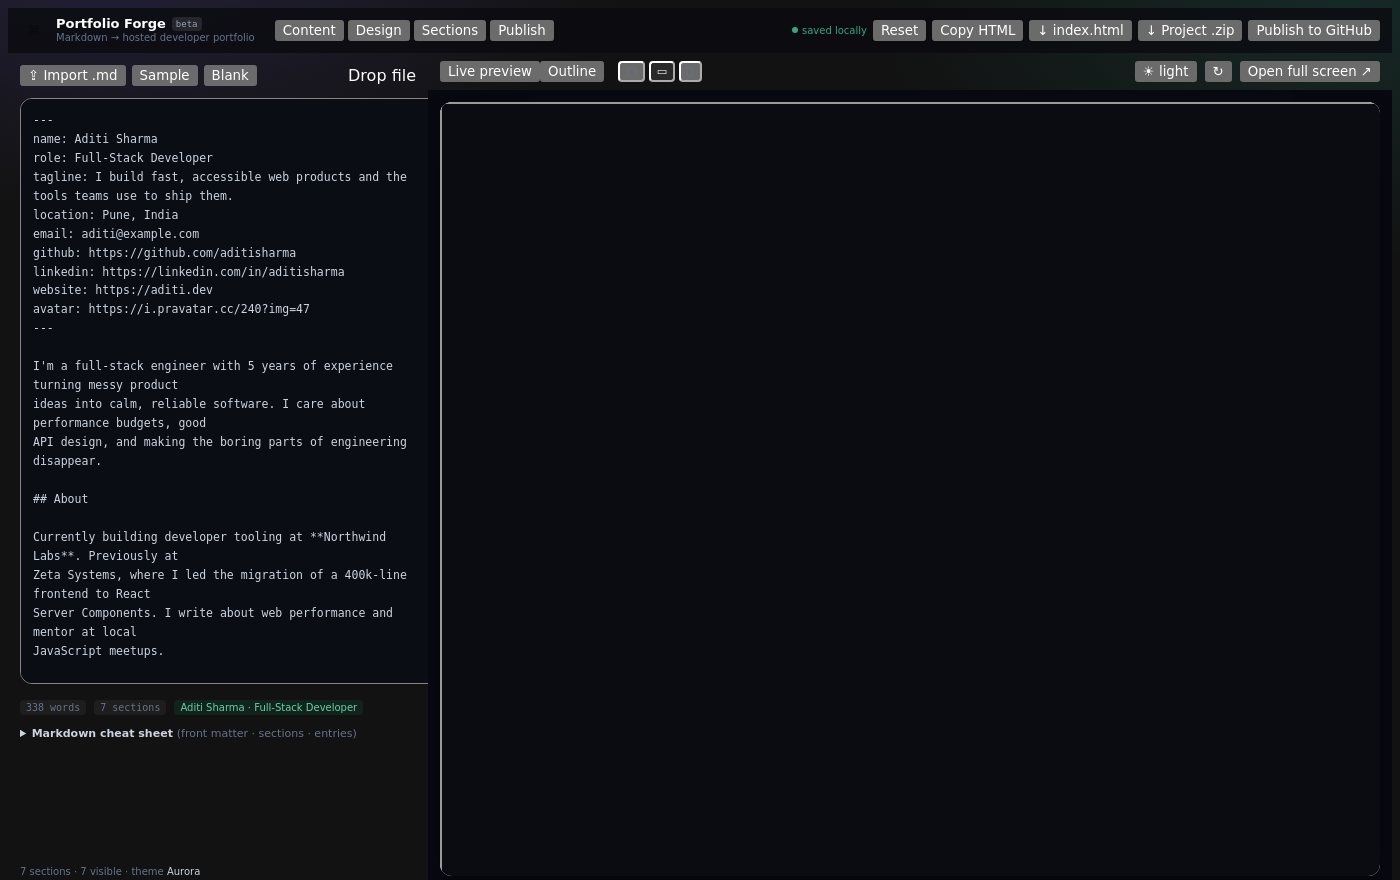 Portfolio Forge beta
Markdown → hosted developer portfolio
Content Design Sections Publish
saved locally Reset Copy HTML ↓ index.html ↓ Project .zip Publish to GitHub
⇪ Import .md Sample Blank Drop file
Live preview Outline ☀ light ↻ Open full screen ↗
---
name: Aditi Sharma
role: Full-Stack Developer
tagline: I build fast, accessible web products and the
tools teams use to ship them.
location: Pune, India
email: aditi@example.com
github: https://github.com/aditisharma
linkedin: https://linkedin.com/in/aditisharma
website: https://aditi.dev
avatar: https://i.pravatar.cc/240?img=47
---
I'm a full-stack engineer with 5 years of experience
turning messy product
ideas into calm, reliable software. I care about
performance budgets, good
API design, and making the boring parts of engineering
disappear.
## About
Currently building developer tooling at **Northwind
Labs**. Previously at
Zeta Systems, where I led the migration of a 400k-line
frontend to React
Server Components. I write about web performance and
mentor at local
JavaScript meetups.
338 words 7 sections Aditi Sharma · Full-Stack Developer
Markdown cheat sheet (front matter · sections · entries)
7 sections · 7 visible · theme Aurora